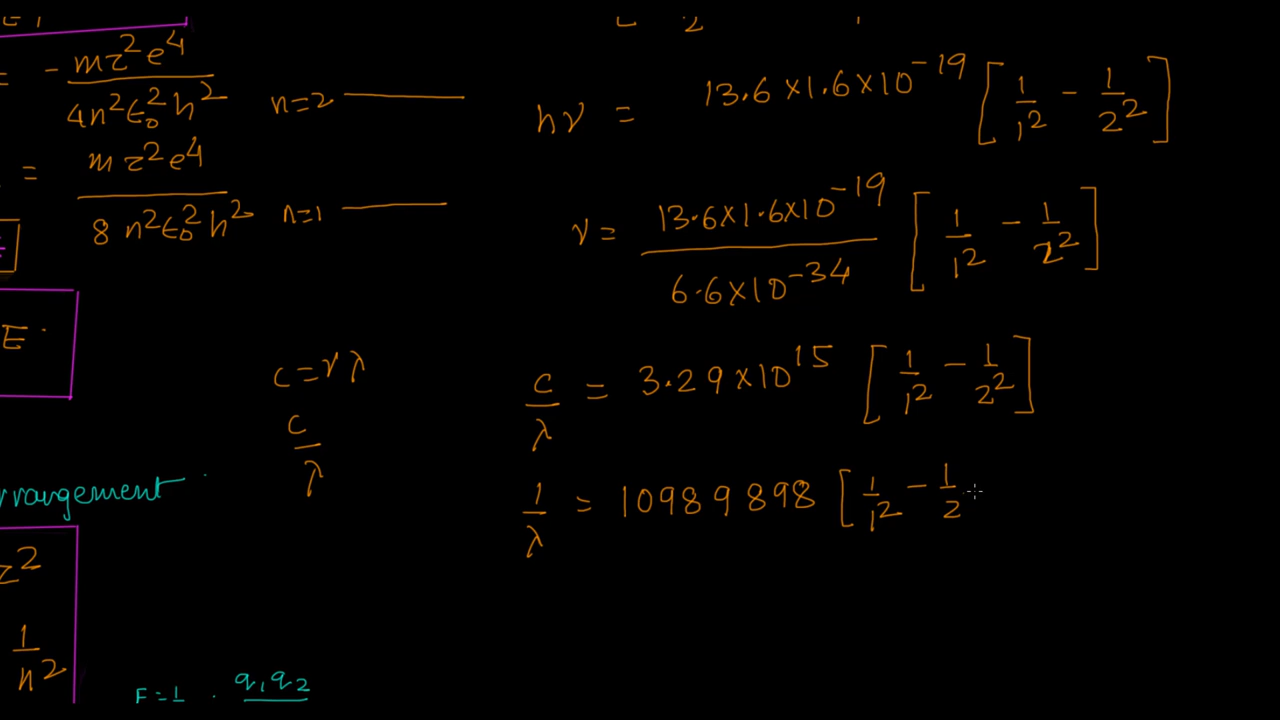 = - mz²e⁴ / 4n²ε₀²h² n=2
= mz²e⁴ / 8n²ε₀²h² n=1
E
rrangement
z²
1/n²
F = 1 . q₁q₂
c = νλ
c/λ
2
hν = 13.6 × 1.6 × 10⁻¹⁹ [1/1² - 1/2²]
ν = 13.6×1.6×10⁻¹⁹ / 6.6×10⁻³⁴ [1/1² - 1/2²]
c/λ = 3.29×10¹⁵ [1/1² - 1/2²]
1/λ = 10989898 [1/1² - 1/2